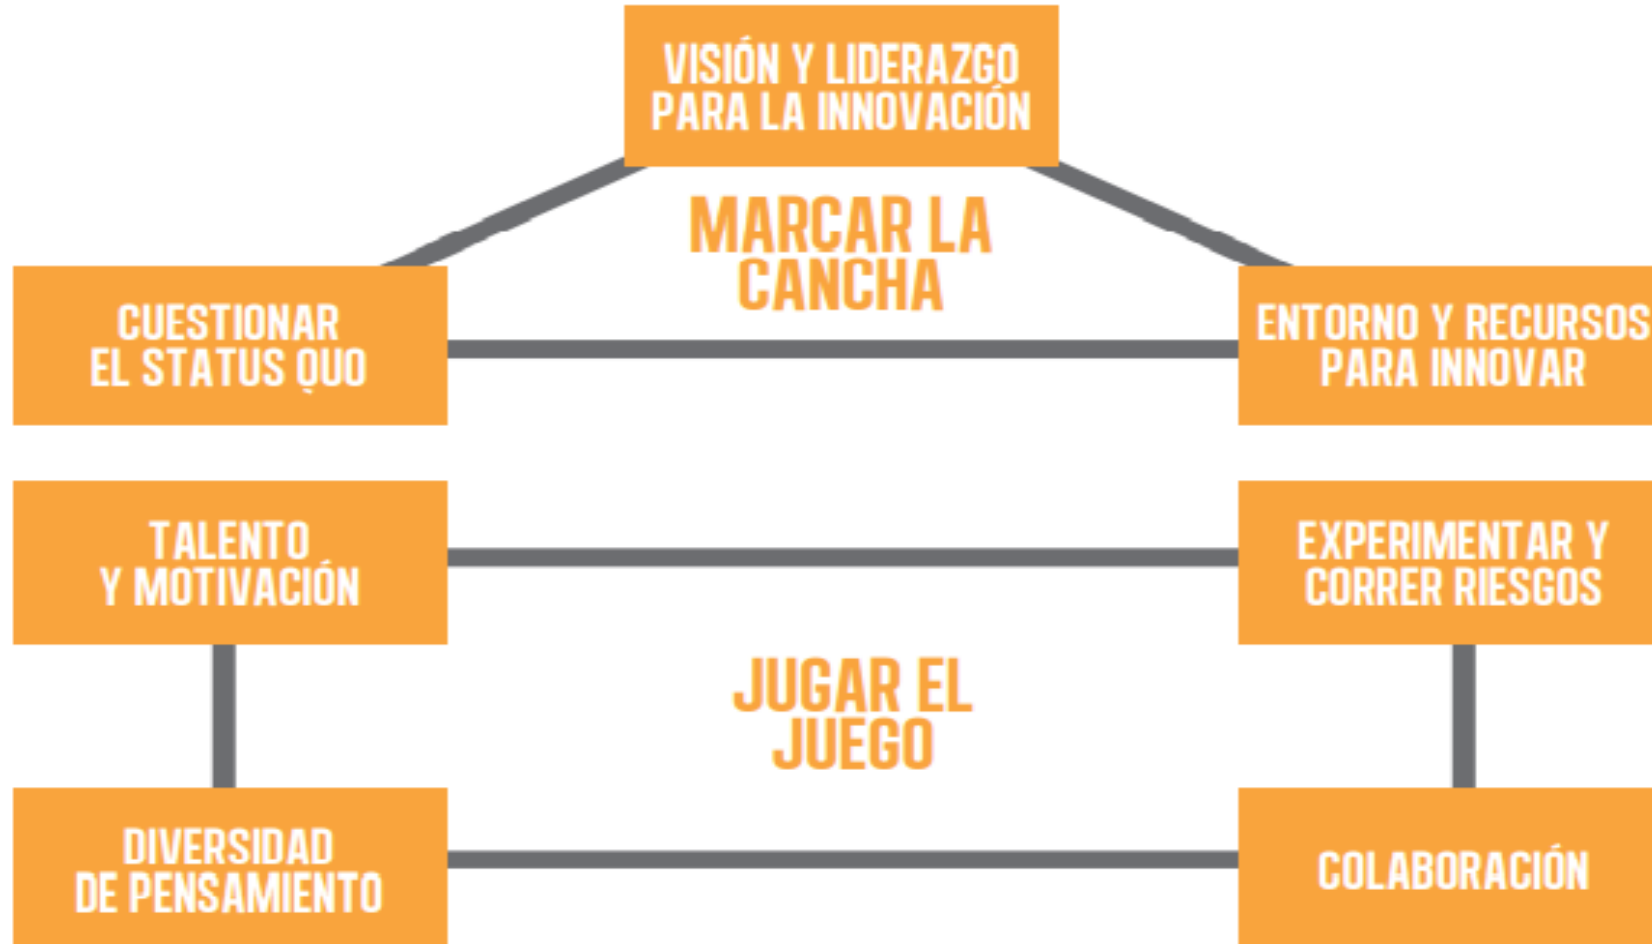 VISIÓN Y LIDERAZGO
PARA LA INNOVACIÓN
MARCAR LA
CANCHA
CUESTIONAR
EL STATUS QUO
ENTORNO Y RECURSOS
PARA INNOVAR
TALENTO
Y MOTIVACIÓN
EXPERIMENTAR Y
CORRER RIESGOS
JUGAR EL
JUEGO
DIVERSIDAD
DE PENSAMIENTO
COLABORACIÓN